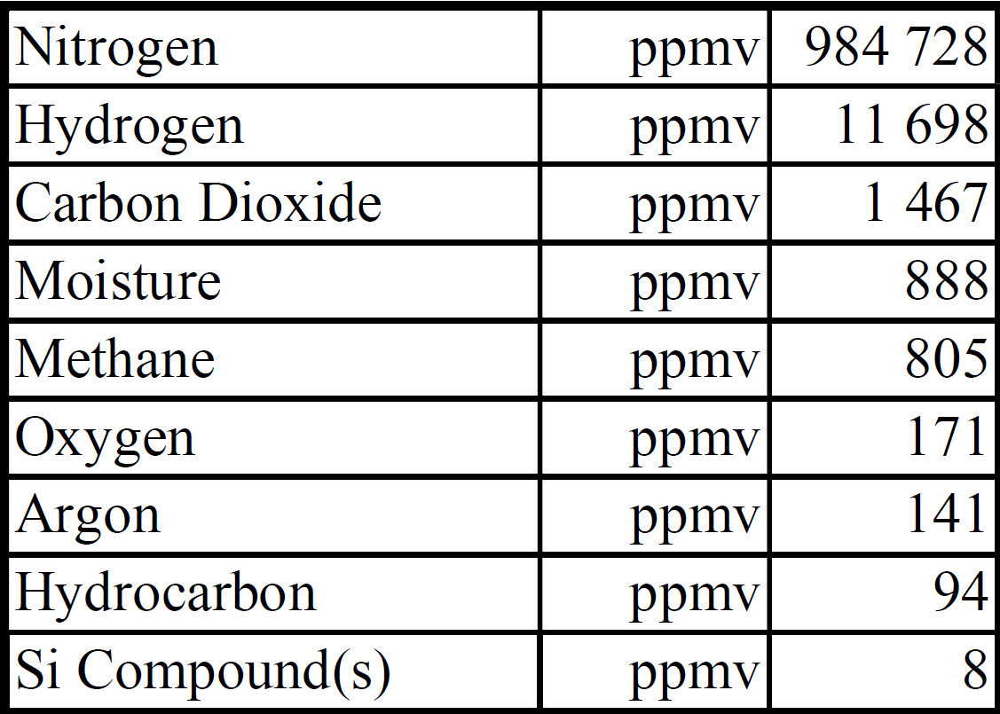 Nitrogen ppmv 984 728
Hydrogen ppmv 11 698
Carbon Dioxide ppmv 1 467
Moisture ppmv 888
Methane ppmv 805
Oxygen ppmv 171
Argon ppmv 141
Hydrocarbon ppmv 94
Si Compound(s) ppmv 8